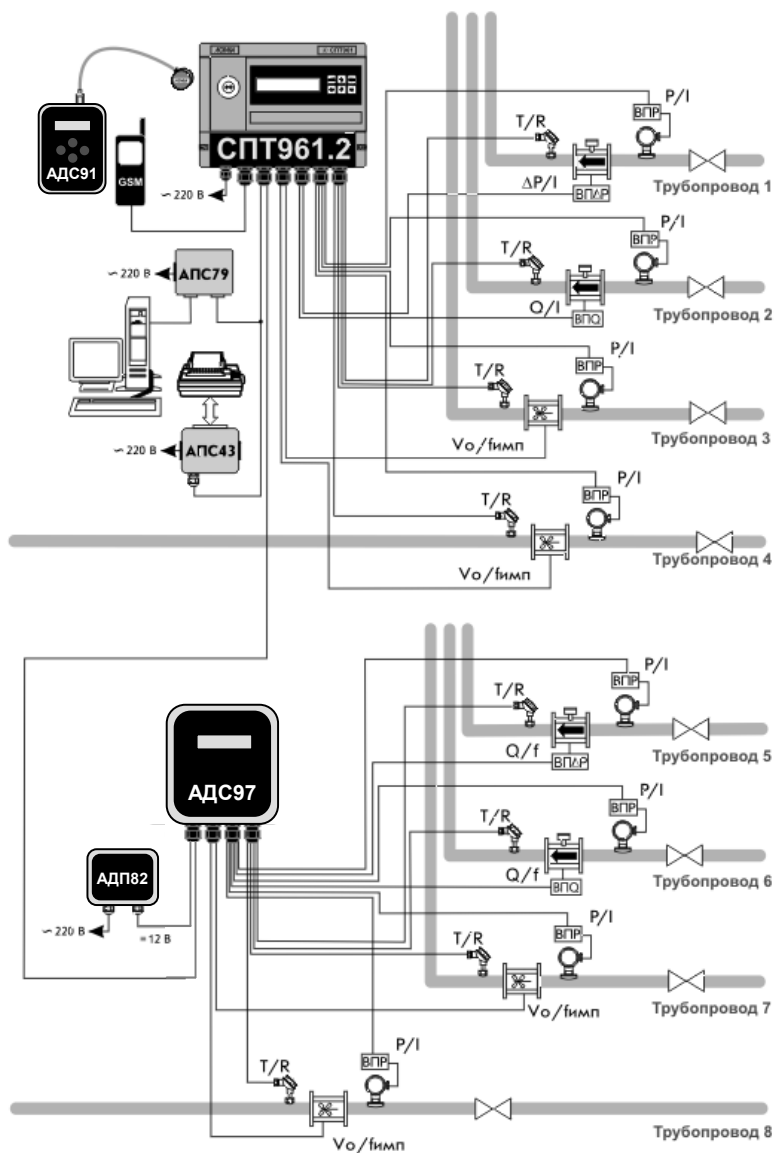 ЛОГИКА
СПТ961
СПТ961.2
АДС91
GSM
~ 220 В
T/R
P/I
ВПР
ΔP/I
ВПΔР
Трубопровод 1
АПС79
~ 220 В
T/R
P/I
ВПР
Q/I
ВПQ
Трубопровод 2
T/R
P/I
ВПР
Vo/fимп
Трубопровод 3
АПС43
~ 220 В
T/R
P/I
ВПР
Vo/fимп
Трубопровод 4
T/R
P/I
ВПР
Q/f
ВПΔР
Трубопровод 5
АДС97
T/R
P/I
ВПР
Q/f
ВПQ
Трубопровод 6
АДП82
~ 220 В
= 12 В
T/R
P/I
ВПР
Vo/fимп
Трубопровод 7
T/R
P/I
ВПР
Vo/fимп
Трубопровод 8